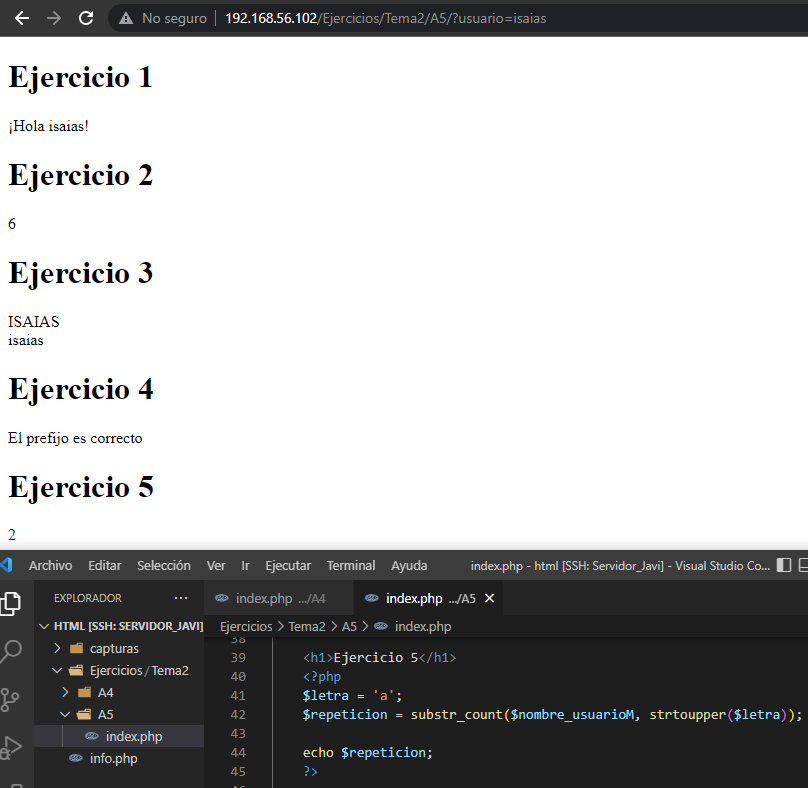 No seguro 192.168.56.102/Ejercicios/Tema2/A5/?usuario=isaias
Ejercicio 1
¡Hola isaias!
Ejercicio 2
6
Ejercicio 3
ISAIAS
isaias
Ejercicio 4
El prefijo es correcto
Ejercicio 5
2
Archivo Editar Selección Ver Ir Ejecutar Terminal Ayuda index.php - html [SSH: Servidor_Javi] - Visual Studio Co...
EXPLORADOR ... index.php .../A4 index.php .../A5
HTML [SSH: SERVIDOR_JAVI] Ejercicios > Tema2 > A5 > index.php
capturas
Ejercicios / Tema2
A4
A5
index.php
info.php
38
39 <h1>Ejercicio 5</h1>
40 <?php
41 $letra = 'a';
42 $repeticion = substr_count($nombre_usuarioM, strtoupper($letra));
43
44 echo $repeticion;
45 ?>